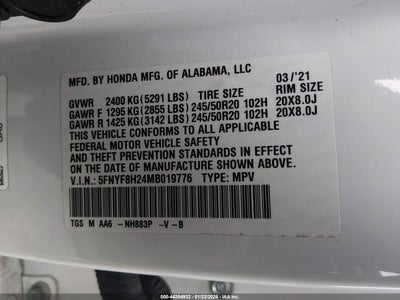 MFD. BY HONDA MFG. OF ALABAMA, LLC
03/'21
GVWR 2400 KG(5291 LBS) TIRE SIZE RIM SIZE
GAWR F 1295 KG(2855 LBS) 245/50R20 102H 20X8.0J
GAWR R 1425 KG(3142 LBS) 245/50R20 102H 20X8.0J
THIS VEHICLE CONFORMS TO ALL APPLICABLE
FEDERAL MOTOR VEHICLE SAFETY
AND THEFT PREVENTION STANDARDS IN EFFECT
ON THE DATE OF MANUFACTURE SHOWN ABOVE.
V.I.N.: 5FNYF8H24MB019776 TYPE: MPV
TGS M AA6 -NH883P -V -B